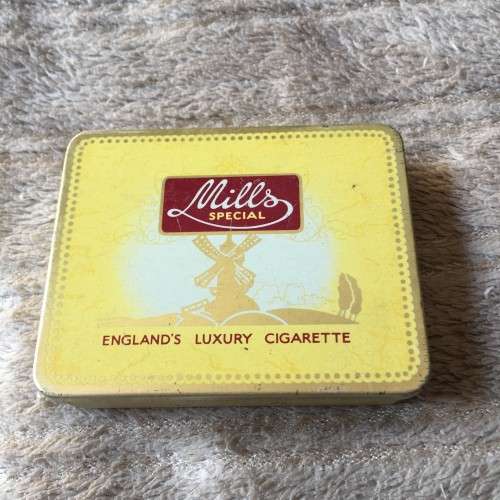 Mills
SPECIAL
ENGLAND'S LUXURY CIGARETTE